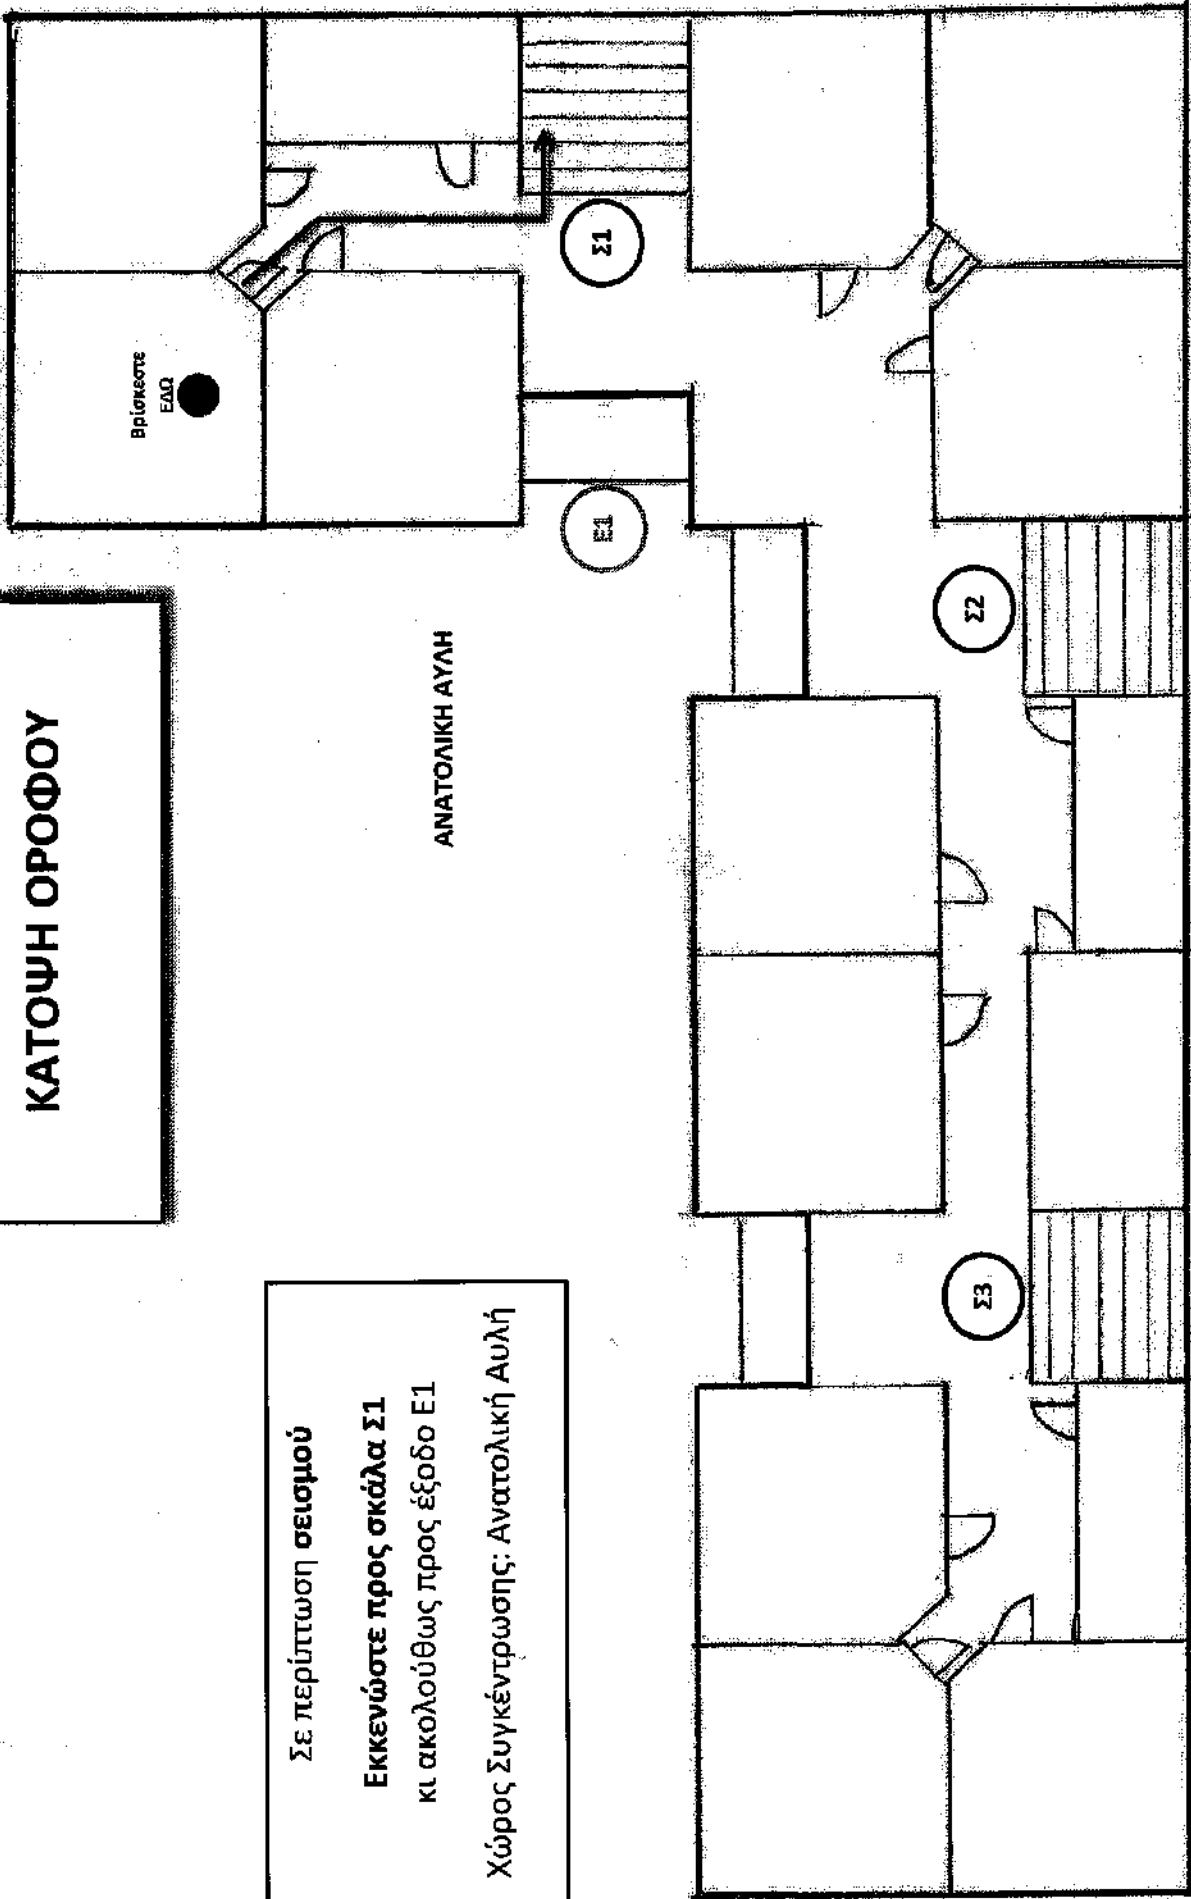 ΚΑΤΟΨΗ ΟΡΟΦΟΥ
Σε περίπτωση σεισμού
Εκκενώστε προς σκάλα Σ1
κι ακολούθως προς έξοδο Ε1
Χώρος Συγκέντρωσης: Ανατολική Αυλή
ΑΝΑΤΟΛΙΚΗ ΑΥΛΗ
Βρίσκεστε
ΕΔΩ
Σ1
Ε1
Σ2
Σ3